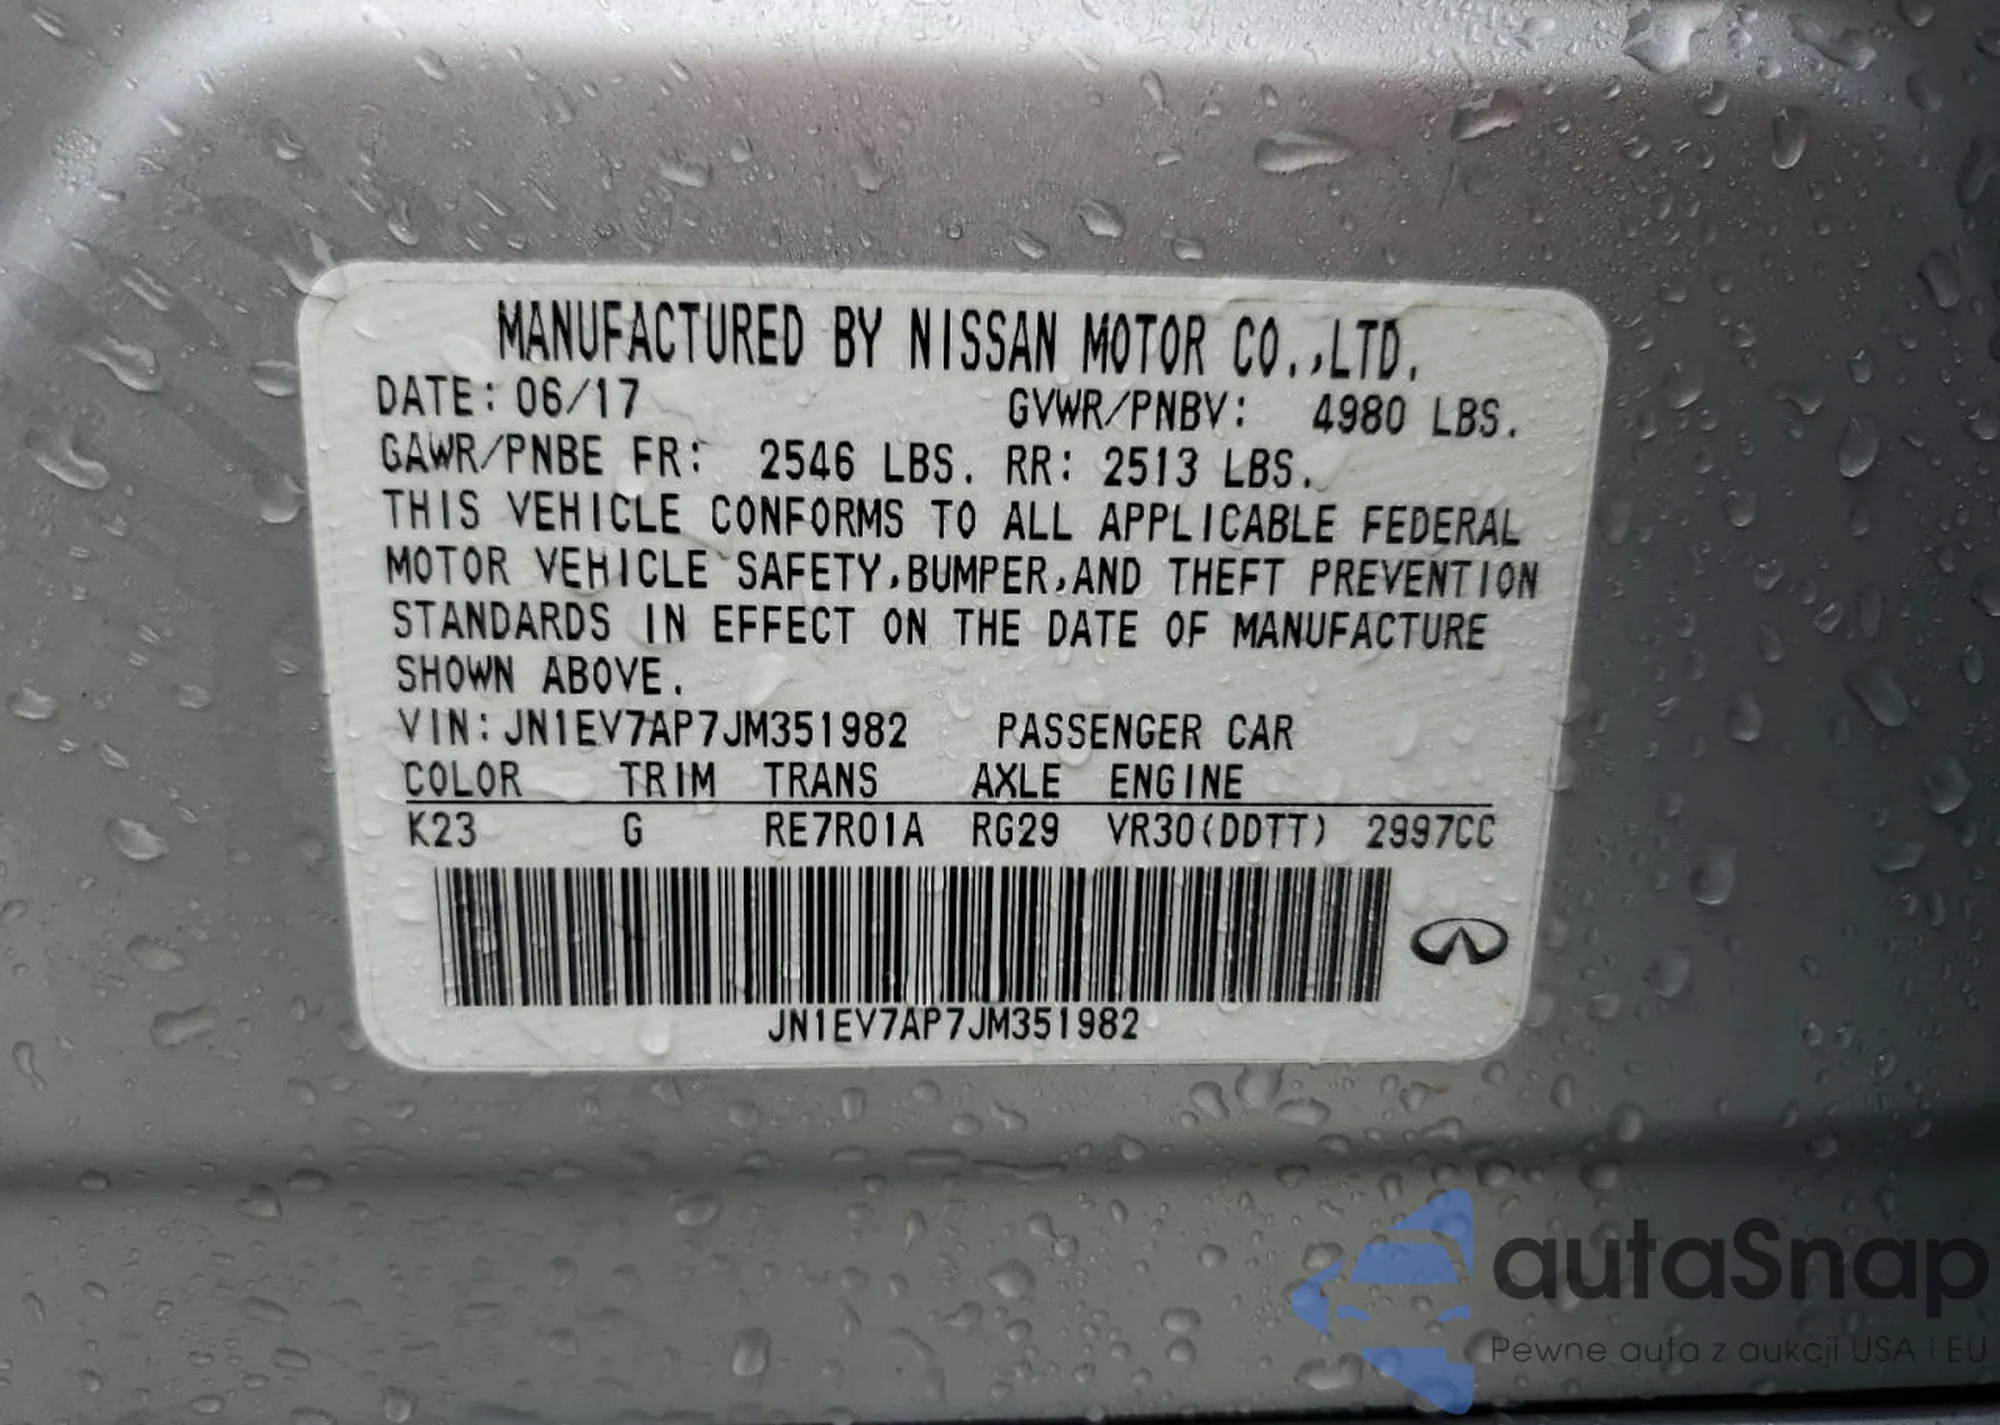 MANUFACTURED BY NISSAN MOTOR CO.,LTD.
DATE: 06/17 GVWR/PNBV: 4980 LBS.
GAWR/PNBE FR: 2546 LBS. RR: 2513 LBS.
THIS VEHICLE CONFORMS TO ALL APPLICABLE FEDERAL
MOTOR VEHICLE SAFETY,BUMPER,AND THEFT PREVENTION
STANDARDS IN EFFECT ON THE DATE OF MANUFACTURE
SHOWN ABOVE.
VIN:JN1EV7AP7JM351982 PASSENGER CAR
COLOR TRIM TRANS AXLE ENGINE
K23 G RE7R01A RG29 VR30(DDTT) 2997CC
JN1EV7AP7JM351982
autaSnap
Pewne auta z aukcji USA i EU